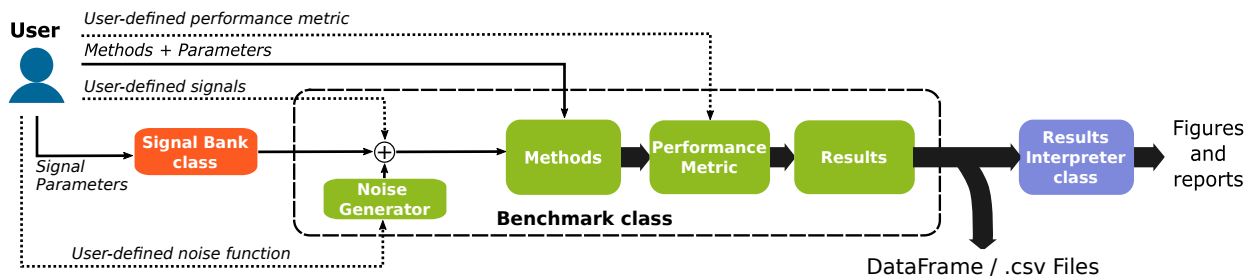 User-defined performance metric
User
Methods + Parameters
User-defined signals
Signal Bank
class
Signal
Parameters
+
Noise
Generator
Methods
Performance
Metric
Results
Results
Interpreter
class
Figures
and
reports
Benchmark class
User-defined noise function
DataFrame / .csv Files